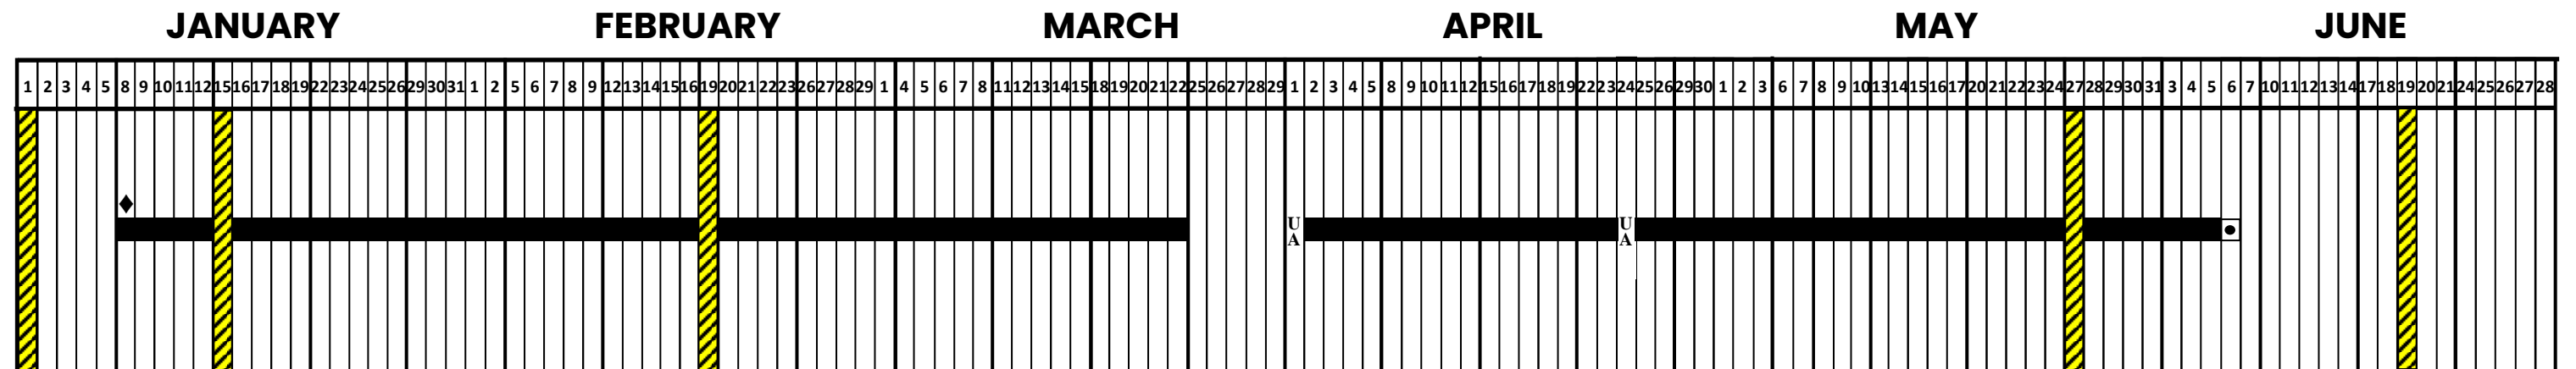 JANUARY FEBRUARY MARCH APRIL MAY JUNE
1 2 3 4 5 8 9 10 11 12 15 16 17 18 19 22 23 24 25 26 29 30 31 1 2 5 6 7 8 9 12 13 14 15 16 19 20 21 22 23 26 27 28 29 1 4 5 6 7 8 11 12 13 14 15 18 19 20 21 22 25 26 27 28 29 1 2 3 4 5 8 9 10 11 12 15 16 17 18 19 22 23 24 25 26 29 30 1 2 3 6 7 8 9 10 13 14 15 16 17 20 21 22 23 24 27 28 29 30 31 3 4 5 6 7 10 11 12 13 14 17 18 19 20 21 24 25 26 27 28
U U
A A